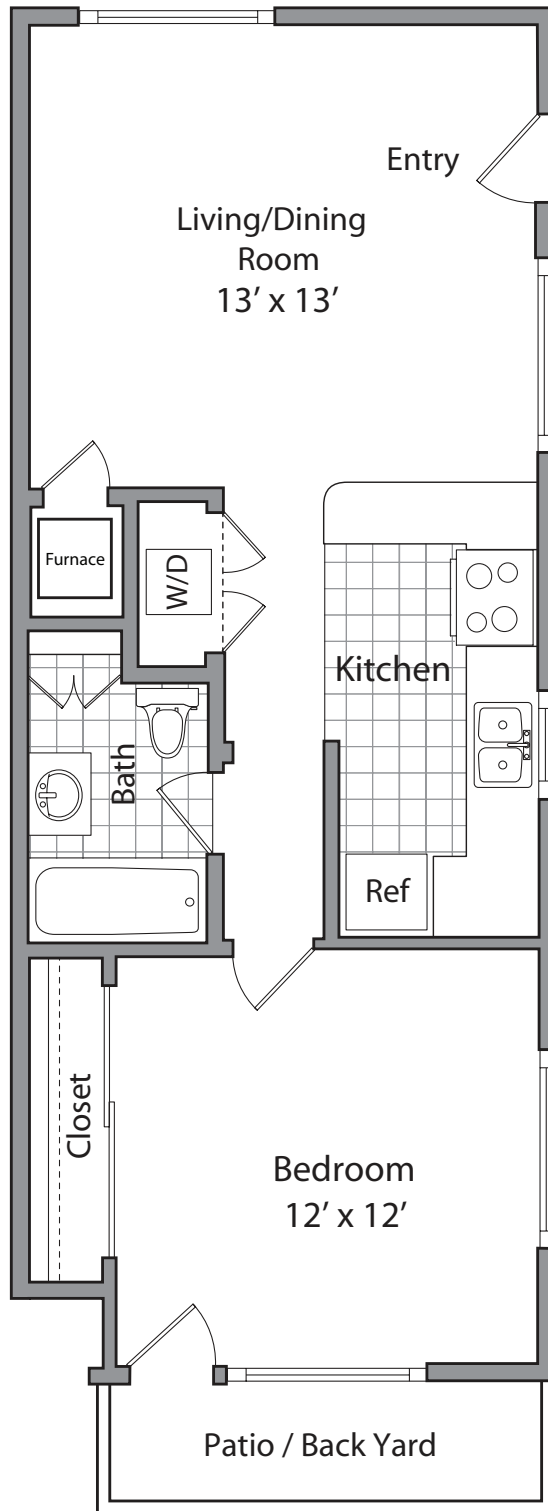 Entry
Living/Dining
Room
13’ x 13’
Furnace
W/D
Kitchen
Bath
Ref
Closet
Bedroom
12’ x 12’
Patio / Back Yard